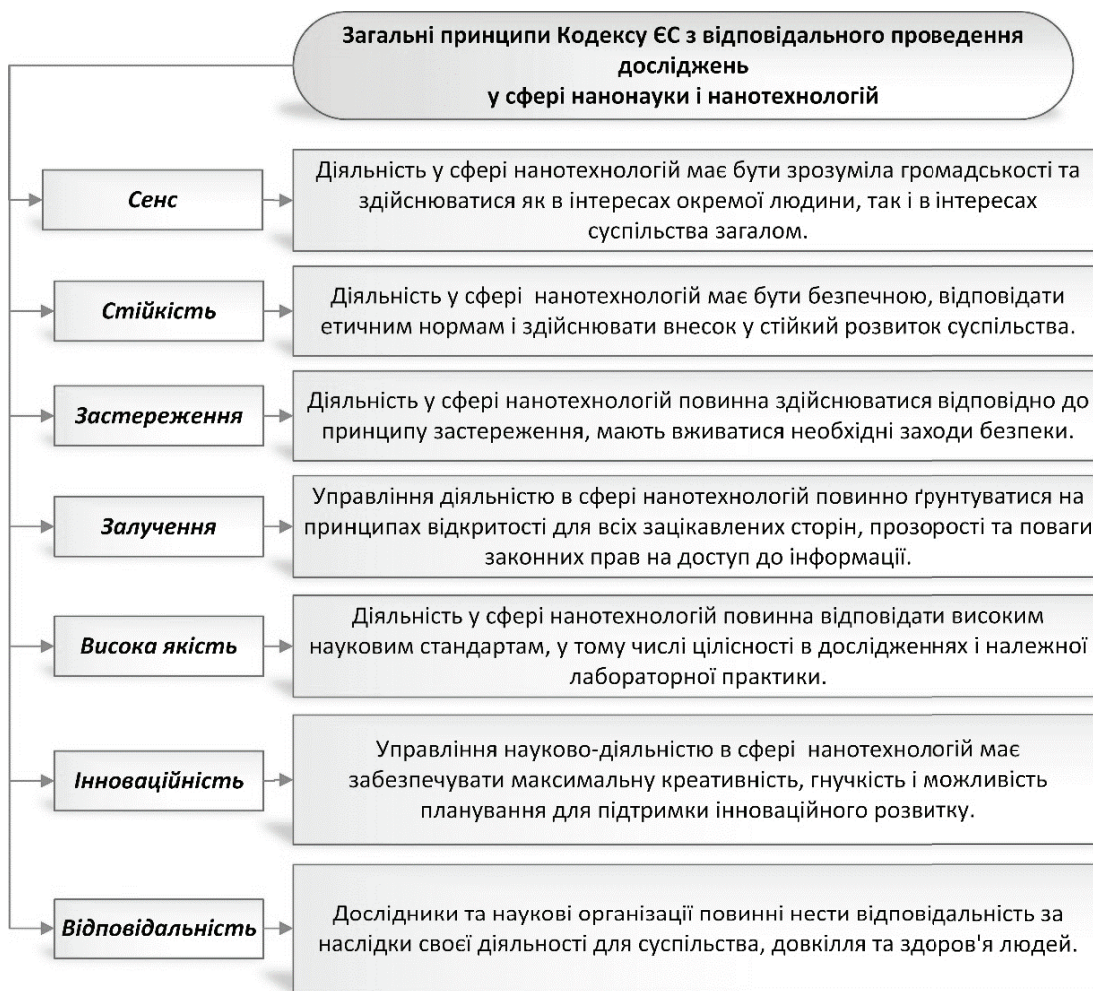 Загальні принципи Кодексу ЄС з відповідального проведення
досліджень
у сфері нанонауки і нанотехнологій
Сенс
Діяльність у сфері нанотехнологій має бути зрозуміла громадськості та
здійснюватися як в інтересах окремої людини, так і в інтересах
суспільства загалом.
Стійкість
Діяльність у сфері нанотехнологій має бути безпечною, відповідати
етичним нормам і здійснювати внесок у стійкий розвиток суспільства.
Застереження
Діяльність у сфері нанотехнологій повинна здійснюватися відповідно до
принципу застереження, мають вживатися необхідні заходи безпеки.
Залучення
Управління діяльністю в сфері нанотехнологій повинно ґрунтуватися на
принципах відкритості для всіх зацікавлених сторін, прозорості та поваги
законних прав на доступ до інформації.
Висока якість
Діяльність у сфері нанотехнологій повинна відповідати високим
науковим стандартам, у тому числі цілісності в дослідженнях і належної
лабораторної практики.
Інноваційність
Управління науково-діяльністю в сфері нанотехнологій має
забезпечувати максимальну креативність, гнучкість і можливість
планування для підтримки інноваційного розвитку.
Відповідальність
Дослідники та наукові організації повинні нести відповідальність за
наслідки своєї діяльності для суспільства, довкілля та здоров'я людей.